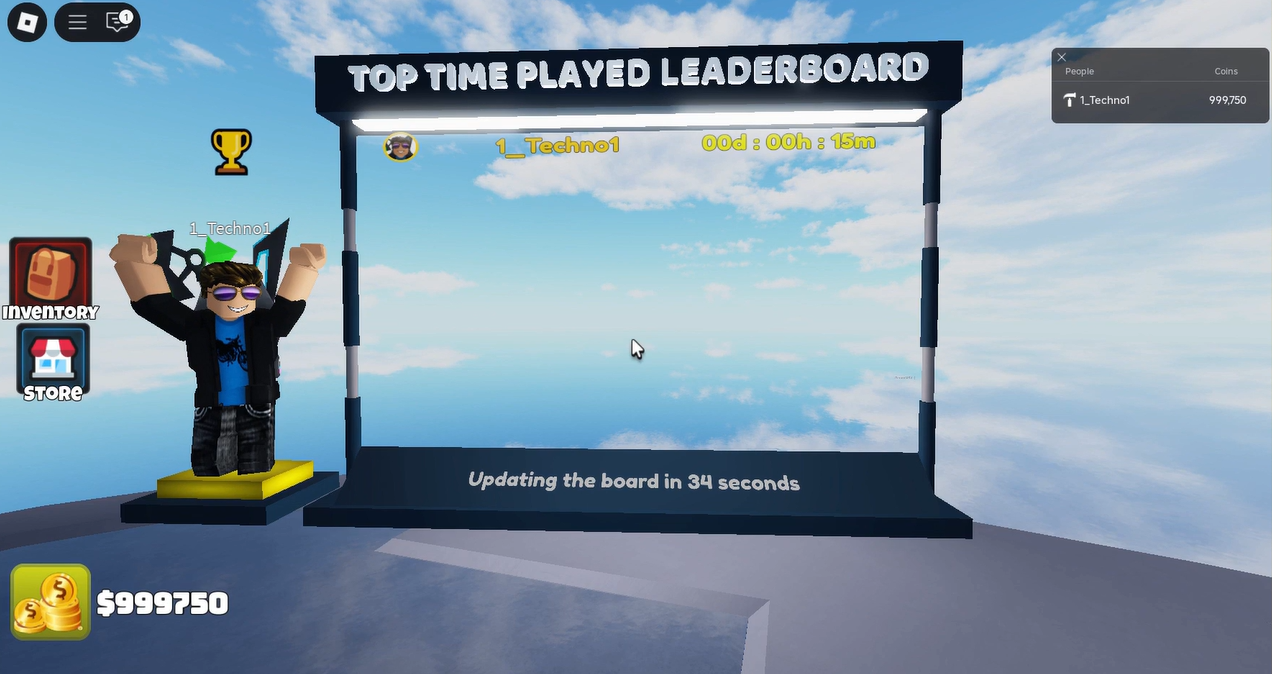 1
TOP TIME PLAYED LEADERBOARD
People Coins
1_Techno1 999,750
1_Techno1 00d : 00h : 15m
1_Techno1
INVENTORY
STORE
Updating the board in 34 seconds
$999750